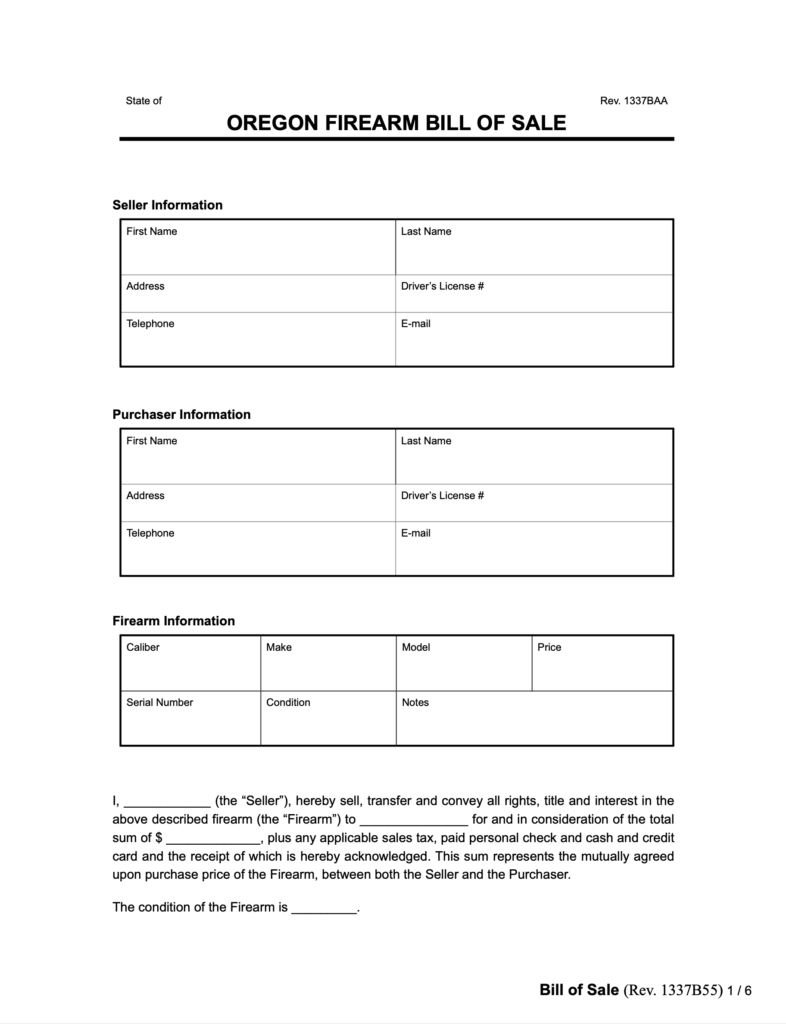 State of
Rev. 1337BAA
OREGON FIREARM BILL OF SALE
Seller Information
First Name
Last Name
Address
Driver’s License #
Telephone
E-mail
Purchaser Information
First Name
Last Name
Address
Driver’s License #
Telephone
E-mail
Firearm Information
Caliber
Make
Model
Price
Serial Number
Condition
Notes
I, ____________ (the “Seller”), hereby sell, transfer and convey all rights, title and interest in the
above described firearm (the “Firearm”) to _______________ for and in consideration of the total
sum of $ _____________, plus any applicable sales tax, paid personal check and cash and credit
card and the receipt of which is hereby acknowledged. This sum represents the mutually agreed
upon purchase price of the Firearm, between both the Seller and the Purchaser.
The condition of the Firearm is _________.
Bill of Sale (Rev. 1337B55) 1 / 6